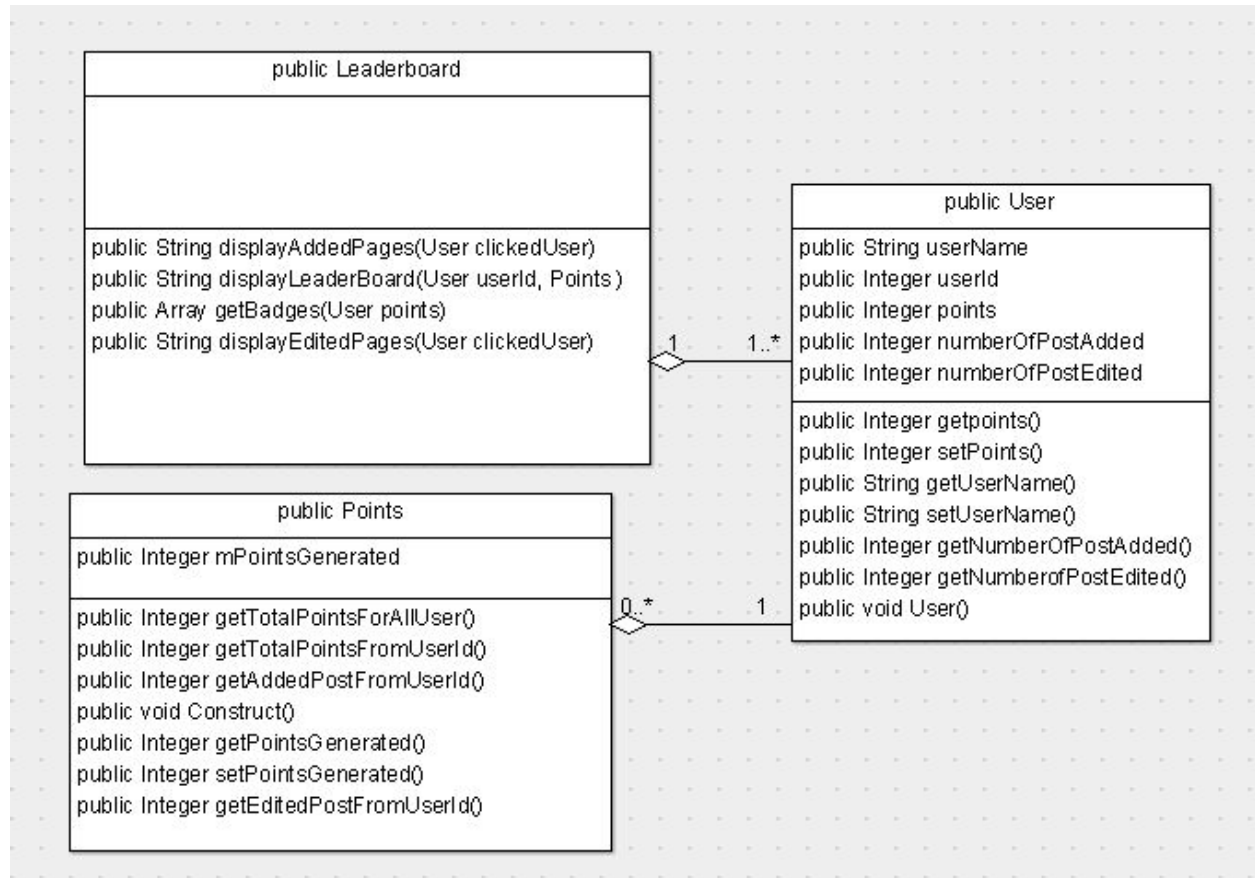 public Leaderboard
public String displayAddedPages(User clickedUser)
public String displayLeaderBoard(User userId, Points )
public Array getBadges(User points)
public String displayEditedPages(User clickedUser)
1
1..*
public User
public String userName
public Integer userId
public Integer points
public Integer numberOfPostAdded
public Integer numberOfPostEdited
public Integer getpoints()
public Integer setPoints()
public String getUserName()
public String setUserName()
public Integer getNumberOfPostAdded()
public Integer getNumberofPostEdited()
public void User()
public Points
public Integer mPointsGenerated
public Integer getTotalPointsForAllUser()
public Integer getTotalPointsFromUserId()
public Integer getAddedPostFromUserId()
public void Construct()
public Integer getPointsGenerated()
public Integer setPointsGenerated()
public Integer getEditedPostFromUserId()
0..*
1